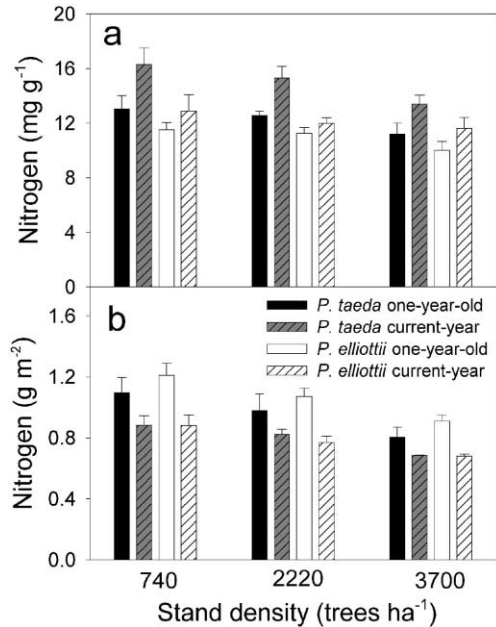 20
16
12
8
4
0
Nitrogen (mg g⁻¹)
a
1.6
1.2
0.8
0.4
0.0
Nitrogen (g m⁻²)
b
P. taeda one-year-old
P. taeda current-year
P. elliottii one-year-old
P. elliottii current-year
740 2220 3700
Stand density (trees ha⁻¹)